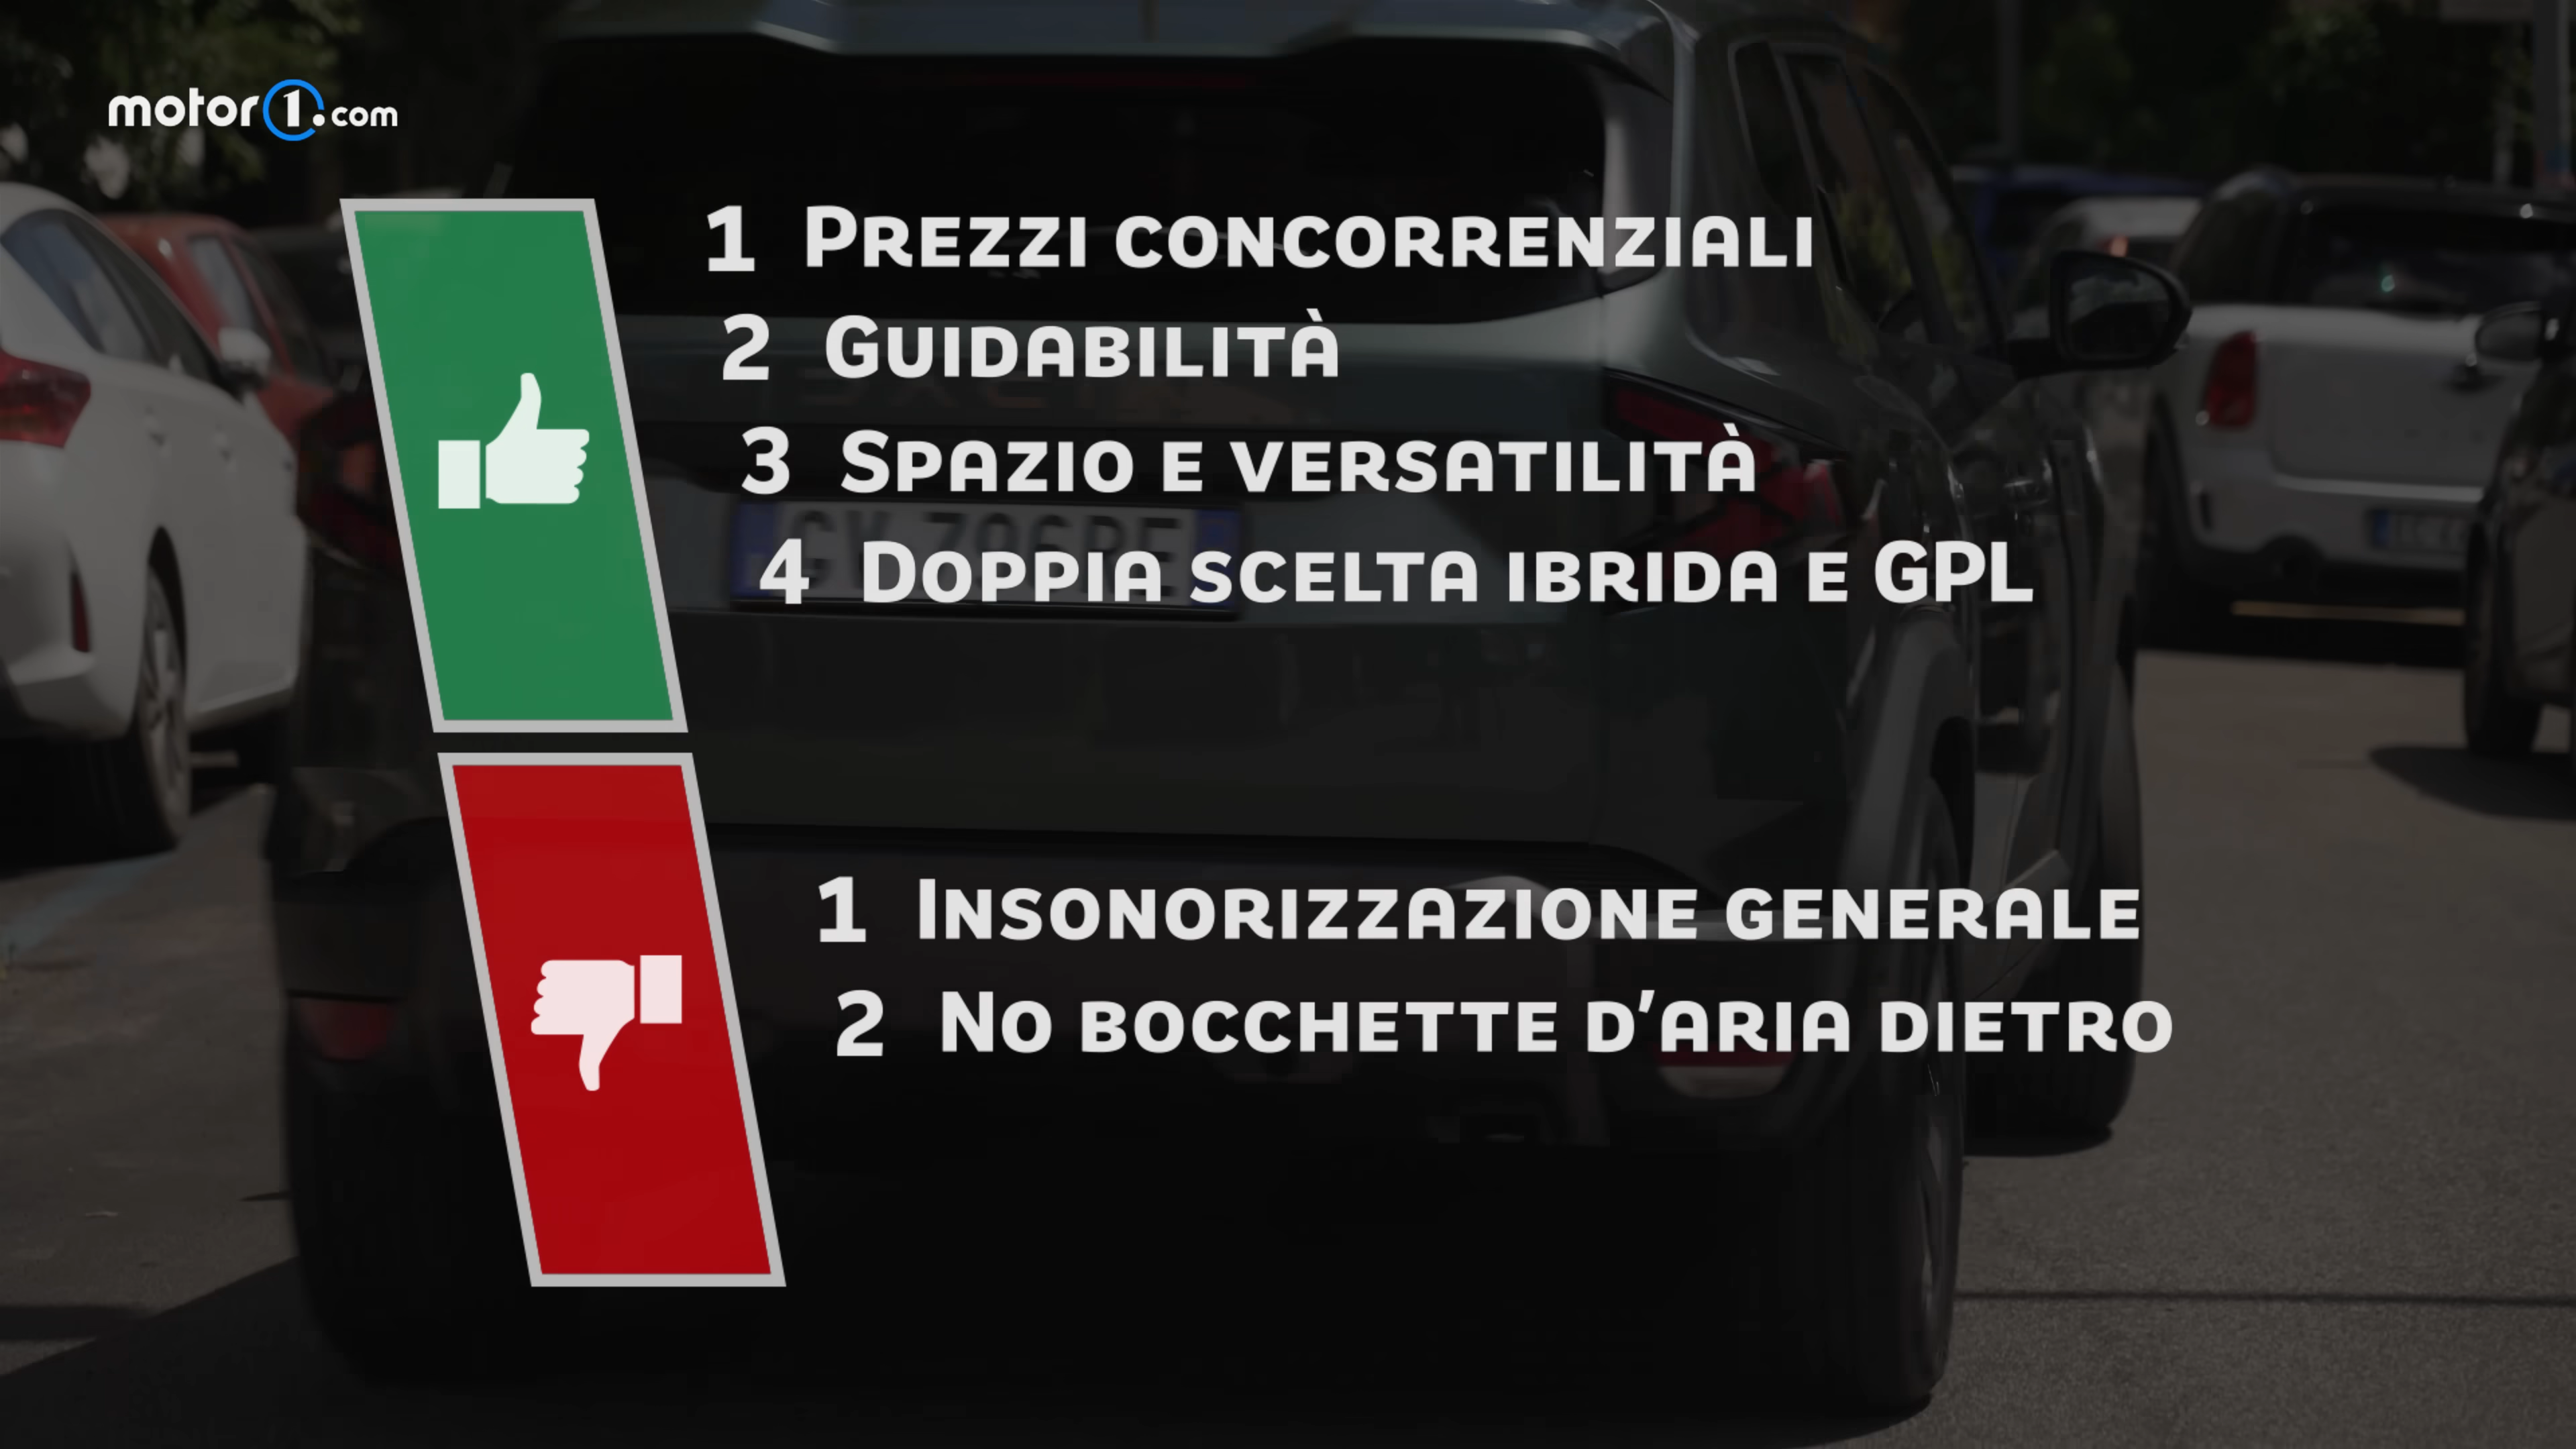 motor1.com
1 Prezzi concorrenziali
2 Guidabilità
3 Spazio e versatilità
4 Doppia scelta ibrida e GPL
1 Insonorizzazione generale
2 No bocchette d'aria dietro